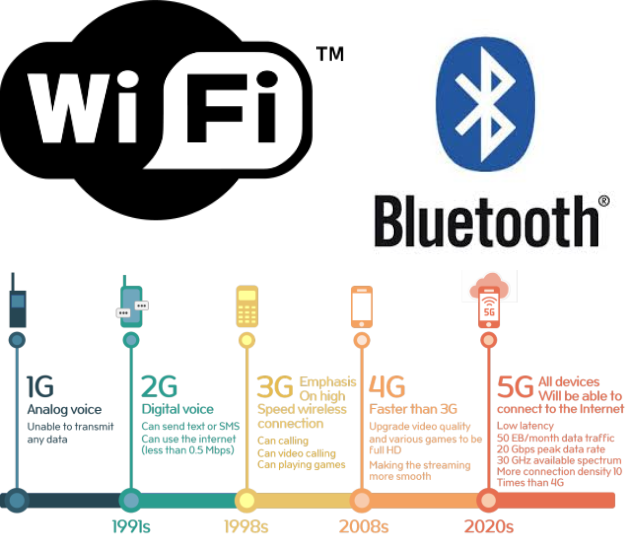 WiFi
TM
Bluetooth®
1G
Analog voice
Unable to transmit
any data
2G
Digital voice
Can send text or SMS
Can use the internet
(less than 0.5 Mbps)
3G Emphasis
On high
Speed wireless
connection
Can calling
Can video calling
Can playing games
4G
Faster than 3G
Upgrade video quality
and various games to be
full HD
Making the streaming
more smooth
5G
5G All devices
Will be able to
connect to the Internet
Low latency
50 EB/month data traffic
20 Gbps peak data rate
30 GHz available spectrum
More connection density 10
Times than 4G
1991s
1998s
2008s
2020s